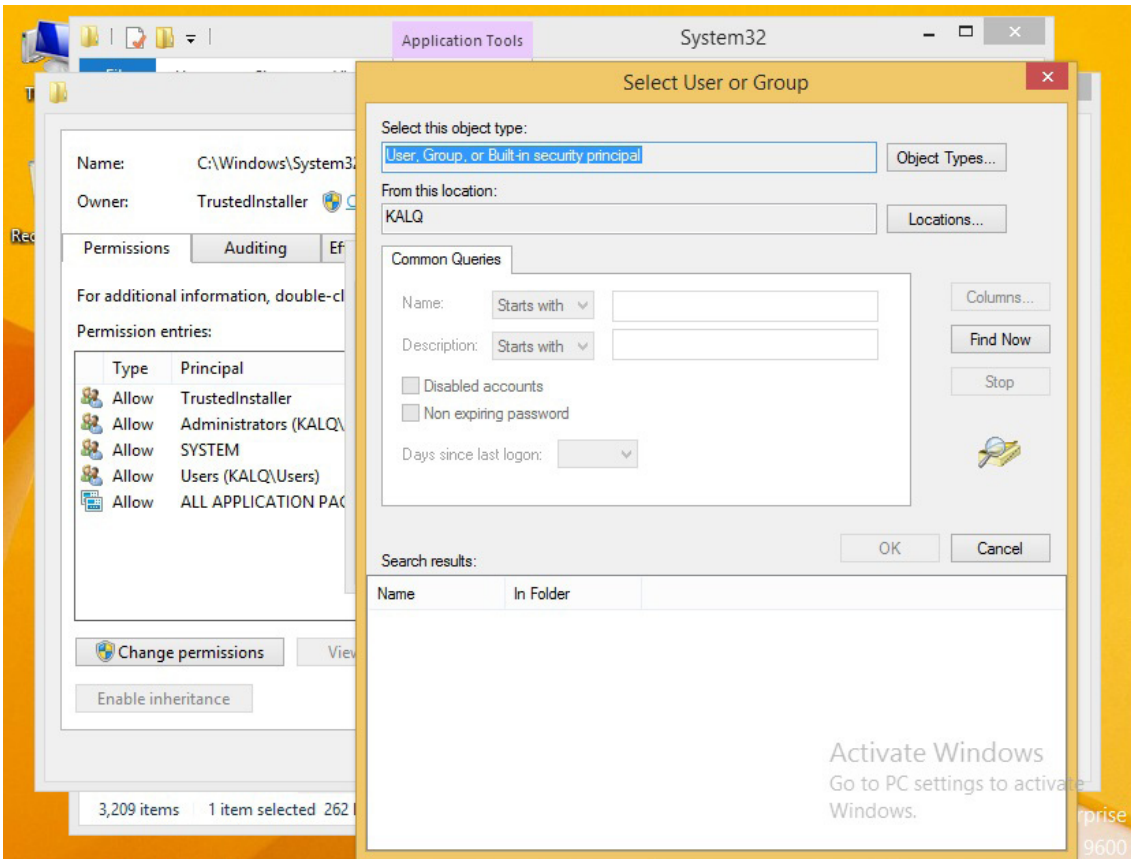 Application Tools
System32
Select User or Group
Select this object type:
User, Group, or Built-in security principal
Object Types...
From this location:
KALQ
Locations...
Common Queries
Name:
Starts with
Description:
Starts with
Disabled accounts
Non expiring password
Days since last logon:
Columns...
Find Now
Stop
OK
Cancel
Search results:
Name
In Folder
Name:
C:\Windows\System32
Owner:
TrustedInstaller
Permissions
Auditing
For additional information, double-cl
Permission entries:
Type
Principal
Allow
TrustedInstaller
Allow
Administrators (KALQ\
Allow
SYSTEM
Allow
Users (KALQ\Users)
Allow
ALL APPLICATION PAC
Change permissions
View
Enable inheritance
3,209 items
1 item selected 262
Activate Windows
Go to PC settings to activate
Windows.
rprise
9600